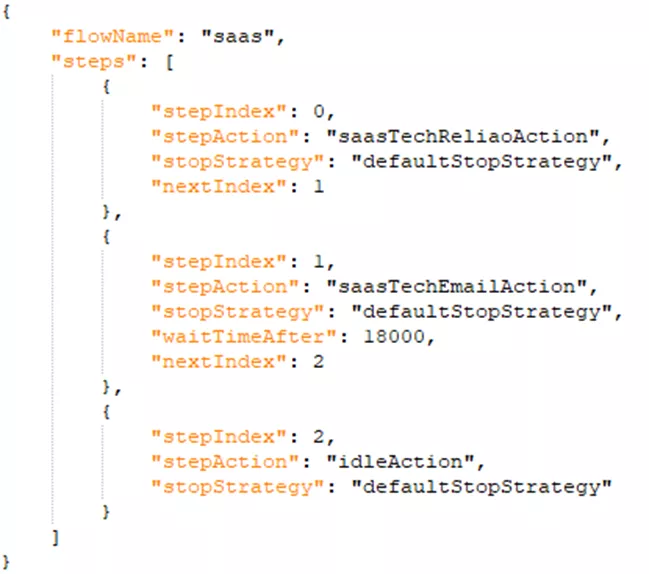 {
"flowName": "saas",
"steps": [
{
"stepIndex": 0,
"stepAction": "saasTechReliaoAction",
"stopStrategy": "defaultStopStrategy",
"nextIndex": 1
},
{
"stepIndex": 1,
"stepAction": "saasTechEmailAction",
"stopStrategy": "defaultStopStrategy",
"waitTimeAfter": 18000,
"nextIndex": 2
},
{
"stepIndex": 2,
"stepAction": "idleAction",
"stopStrategy": "defaultStopStrategy"
}
]
}